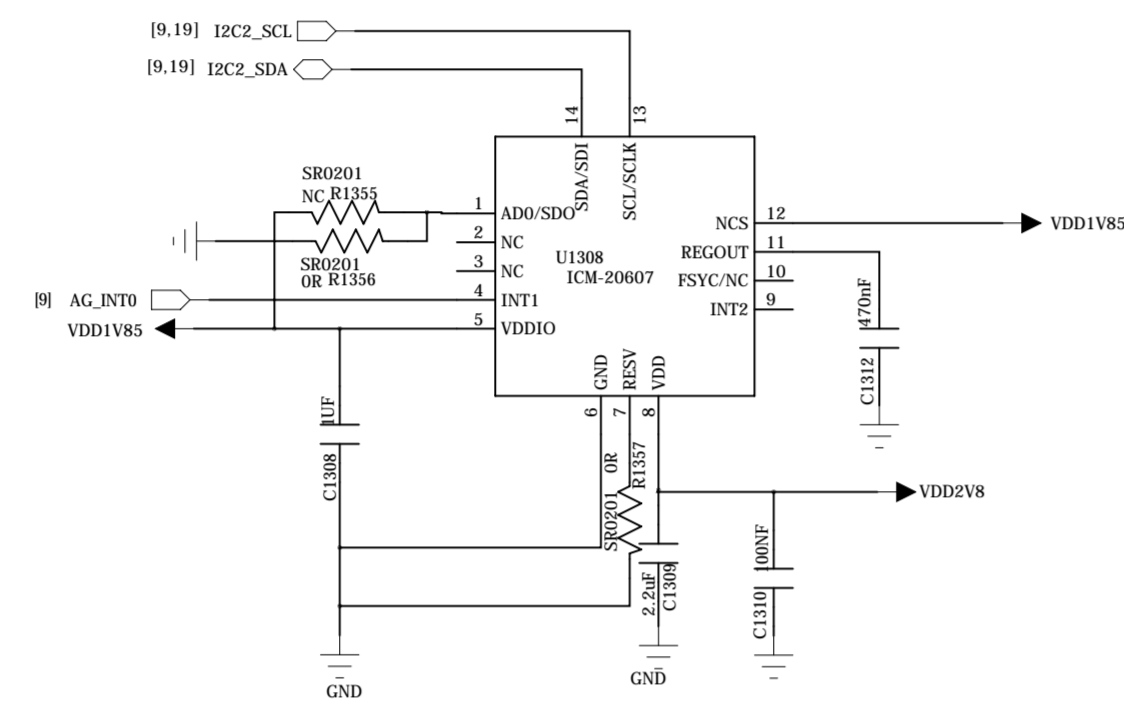 [9,19] I2C2_SCL
[9,19] I2C2_SDA
14
13
SDA/SDI
SCL/SCLK
SR0201
NC R1355
1
AD0/SDO
2
NC
3
NC
SR0201
0R R1356
U1308
ICM-20607
NCS
12
VDD1V85
REGOUT
11
FSYC/NC
10
INT2
9
[9] AG_INT0
4
INT1
VDD1V85
5
VDDIO
470nF
C1312
GND
RESV
VDD
6
7
8
1UF
C1308
0R
R1357
SR0201
VDD2V8
2.2uF
C1309
100NF
C1310
GND
GND